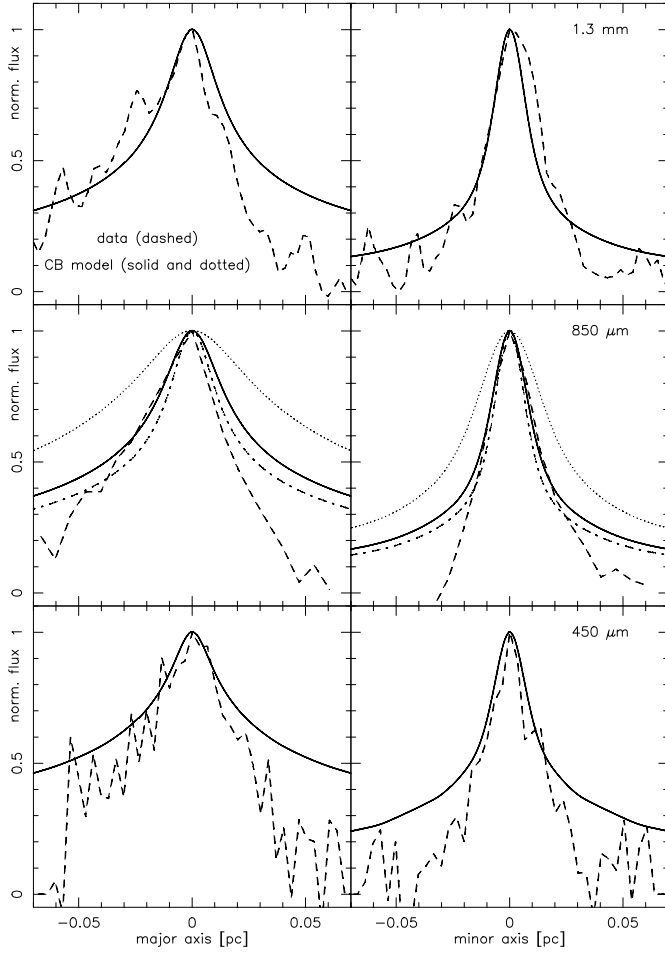 1.3 mm
norm. flux
1
0.5
0
data (dashed)
CB model (solid and dotted)
850 μm
norm. flux
1
0.5
0
450 μm
norm. flux
1
0.5
0
−0.05 0 0.05 −0.05 0 0.05
major axis [pc] minor axis [pc]